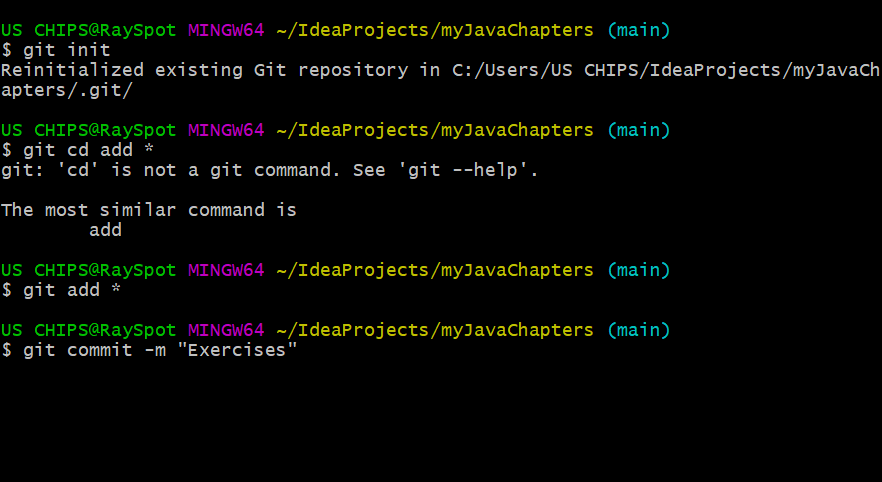 US CHIPS@RaySpot MINGW64 ~/IdeaProjects/myJavaChapters (main)
$ git init
Reinitialized existing Git repository in C:/Users/US CHIPS/IdeaProjects/myJavaCh
apters/.git/
US CHIPS@RaySpot MINGW64 ~/IdeaProjects/myJavaChapters (main)
$ git cd add *
git: 'cd' is not a git command. See 'git --help'.
The most similar command is
add
US CHIPS@RaySpot MINGW64 ~/IdeaProjects/myJavaChapters (main)
$ git add *
US CHIPS@RaySpot MINGW64 ~/IdeaProjects/myJavaChapters (main)
$ git commit -m "Exercises"